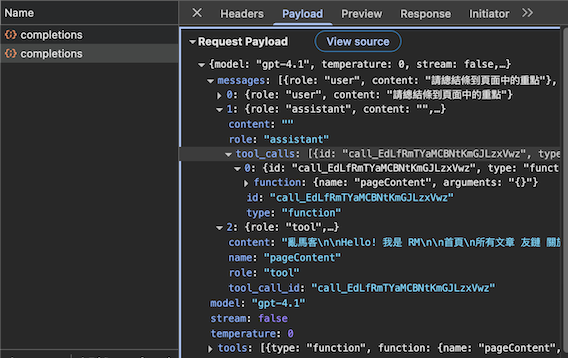 Name
Headers Payload Preview Response Initiator
completions
completions
Request Payload View source
{model: "gpt-4.1", temperature: 0, stream: false,…}
messages: [{role: "user", content: "請總結條到頁面中的重點"},
0: {role: "user", content: "請總結條到頁面中的重點"}
1: {role: "assistant", content: "",…}
content: ""
role: "assistant"
tool_calls: [{id: "call_EdLfRmTYaMCBNtKmGJLzxVwz", type
0: {id: "call_EdLfRmTYaMCBNtKmGJLzxVwz", type: "funct
function: {name: "pageContent", arguments: "{}"}
id: "call_EdLfRmTYaMCBNtKmGJLzxVwz"
type: "function"
2: {role: "tool",…}
content: "亂馬客\n\nHello! 我是 RM\n\n首頁\n所有文章 友鏈 關於
name: "pageContent"
role: "tool"
tool_call_id: "call_EdLfRmTYaMCBNtKmGJLzxVwz"
model: "gpt-4.1"
stream: false
temperature: 0
tools: [{type: "function", function: {name: "pageContent",